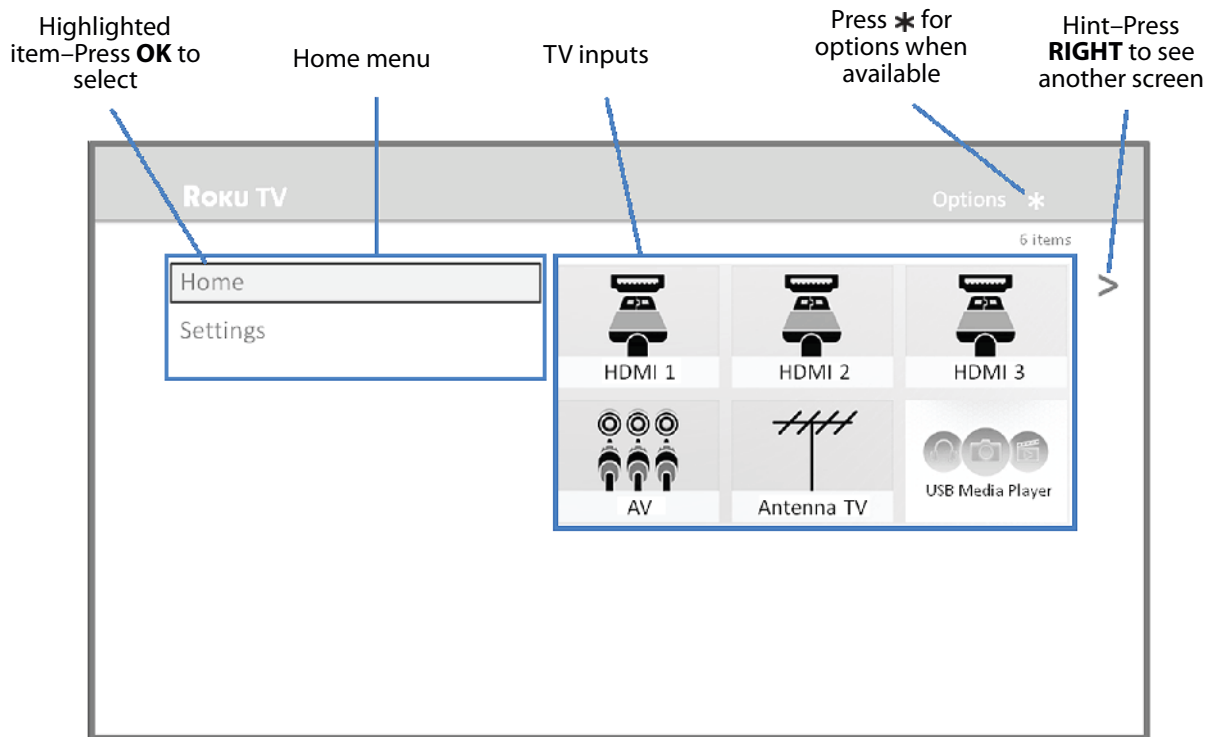 Highlighted
item–Press OK to
select
Home menu
TV inputs
Press * for
options when
available
Hint–Press
RIGHT to see
another screen
ROKU TV
Options *
6 items
Home
Settings
>
HDMI 1
HDMI 2
HDMI 3
AV
Antenna TV
USB Media Player